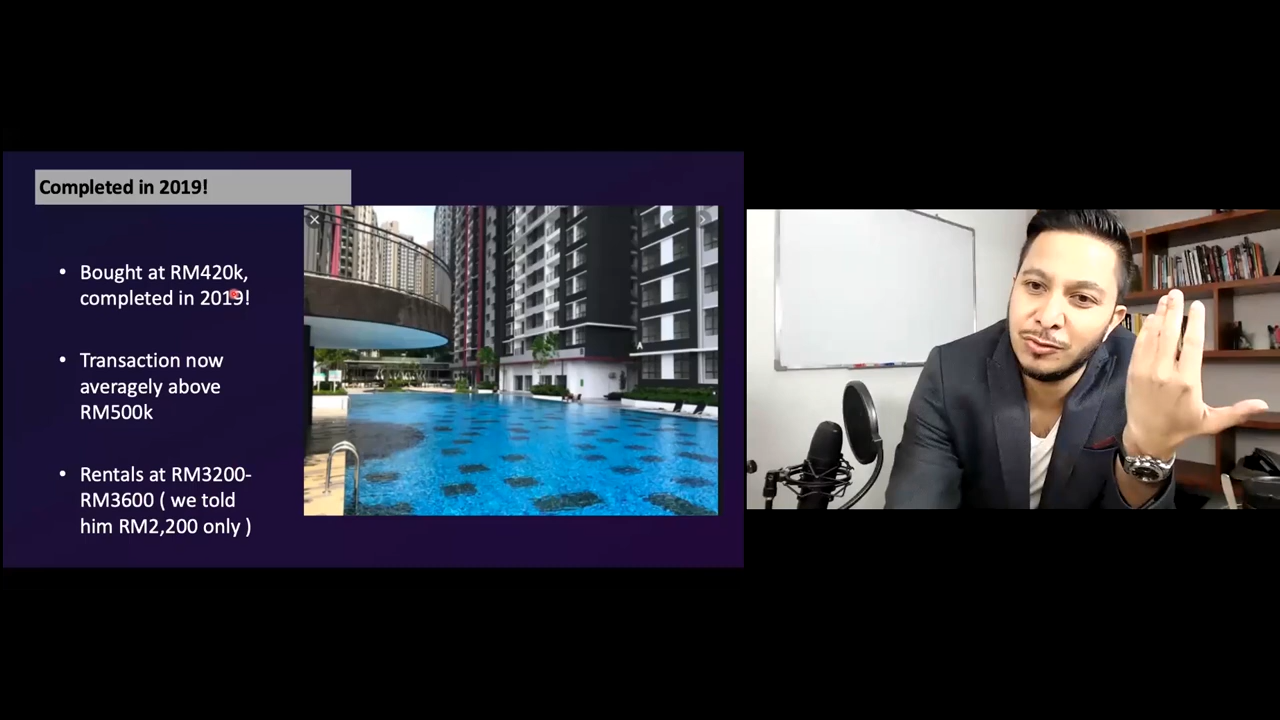 Completed in 2019!
• Bought at RM420k,
completed in 2019!
• Transaction now
averagely above
RM500k
• Rentals at RM3200-
RM3600 ( we told
him RM2,200 only )
A